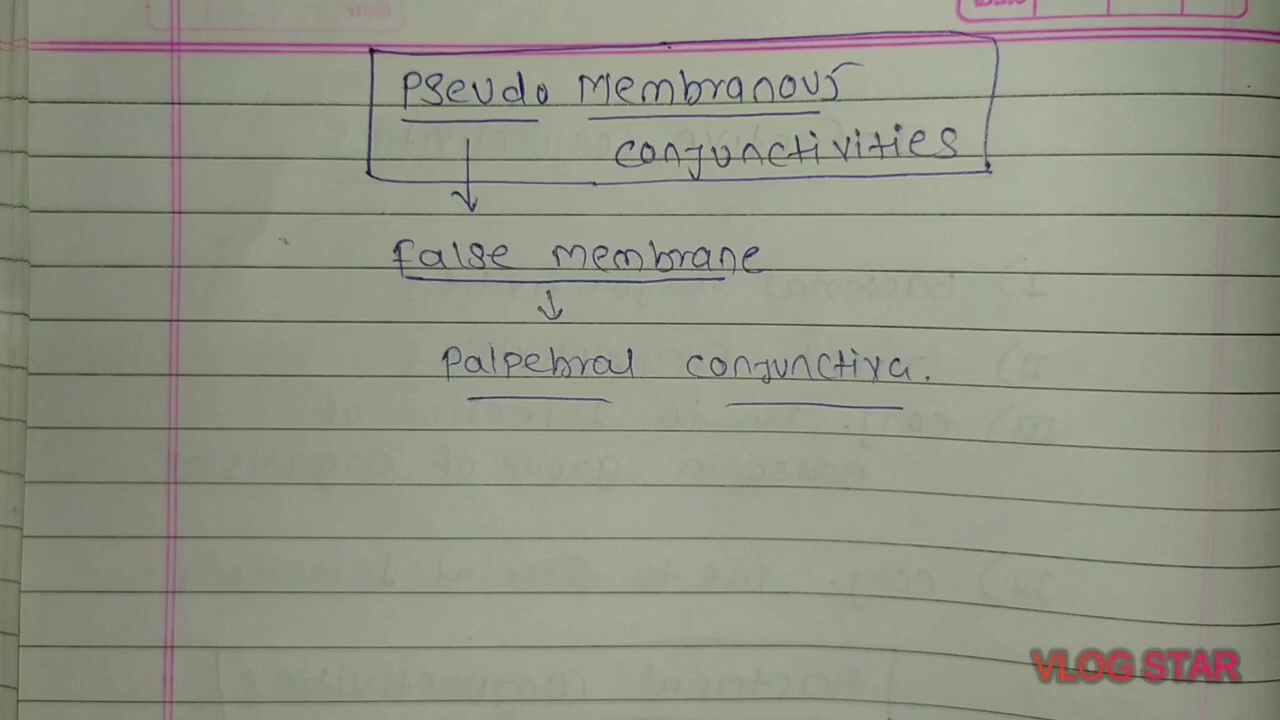 Pseudo Membranous
conjunctivities
↓
false membrane
↓
Palpebral conjunctiva.
VLOG STAR